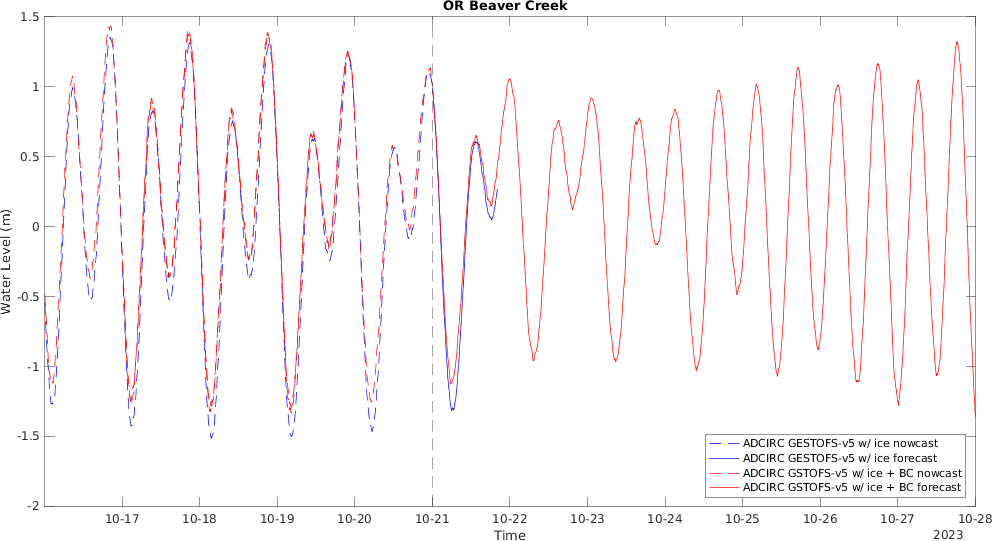 OR Beaver Creek
1.5
1
0.5
0
-0.5
-1
-1.5
-2
Water Level (m)
ADCIRC GESTOFS-v5 w/ ice nowcast
ADCIRC GESTOFS-v5 w/ ice forecast
ADCIRC GSTOFS-v5 w/ ice + BC nowcast
ADCIRC GSTOFS-v5 w/ ice + BC forecast
10-17 10-18 10-19 10-20 10-21 10-22 10-23 10-24 10-25 10-26 10-27 10-28
Time
2023